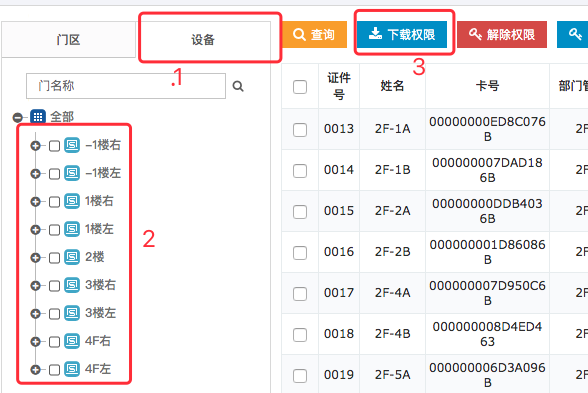 门区
设备
.1
门名称
全部
-1楼右
-1楼左
1楼右
1楼左
2楼
3楼右
3楼左
4F右
4F左
2
查询
下载权限
解除权限
3
证件号 姓名 卡号 部门管
0013 2F-1A 00000000ED8C076B 2F
0014 2F-1B 000000007DAD186B 2F
0015 2F-2A 00000000DDB4036B 2F
0016 2F-2B 000000001D86086B 2F
0017 2F-4A 000000007D950C6B 2F
0018 2F-4B 000000008D4ED463 2F
0019 2F-5A 000000006D3A096B 2F